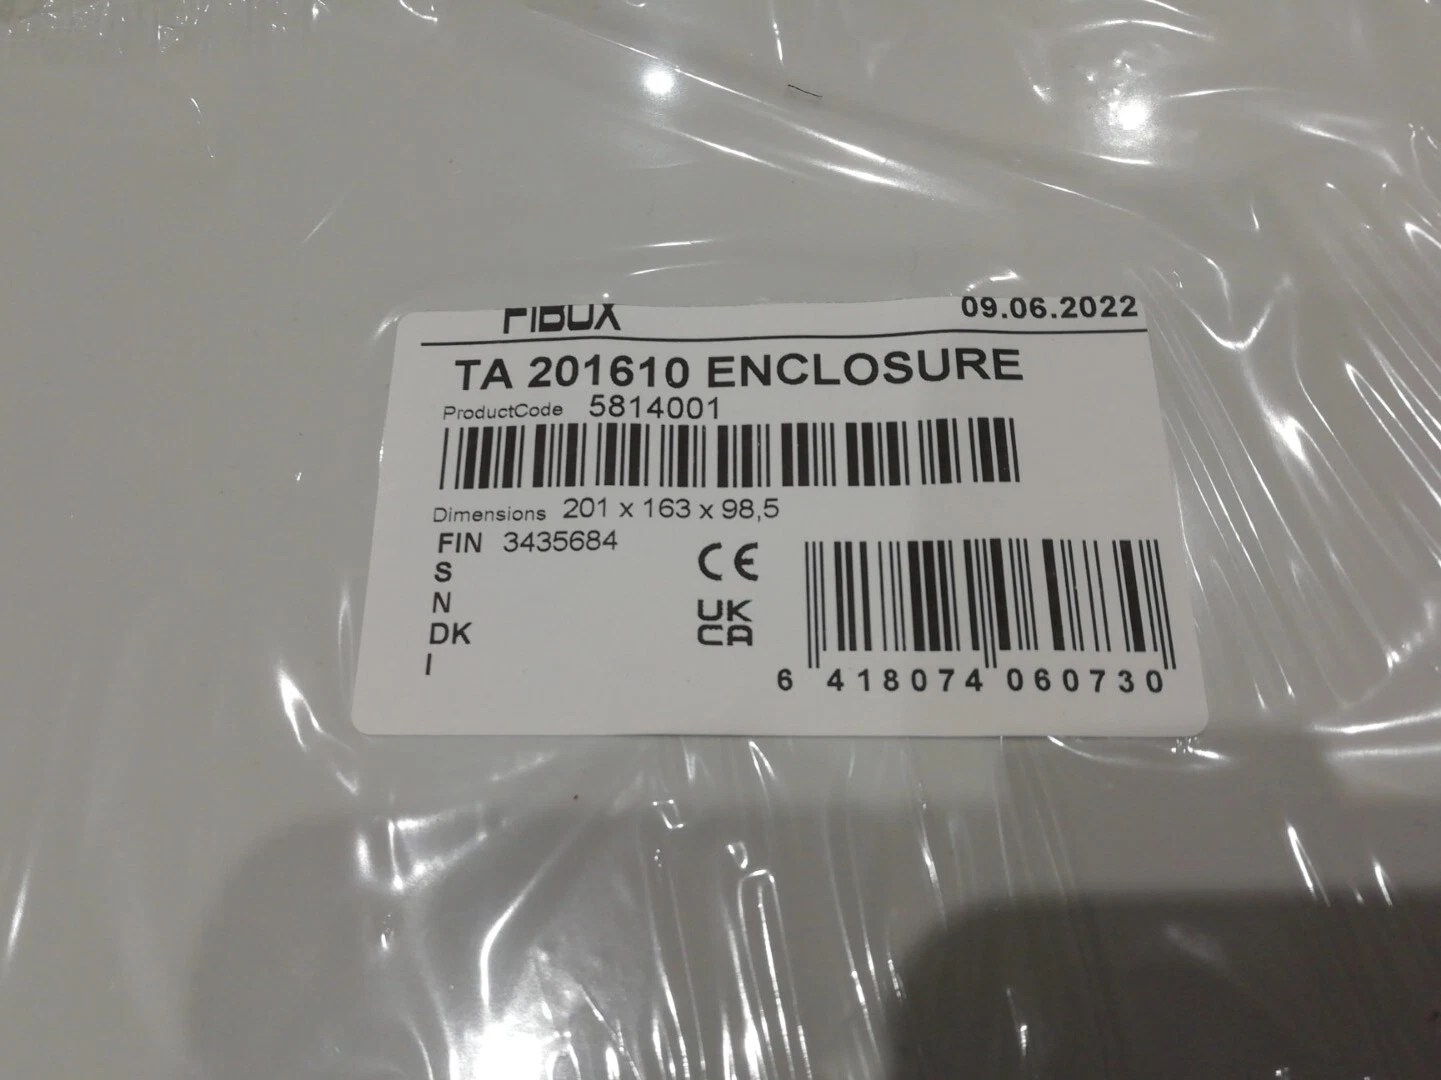 FIBOX 09.06.2022
TA 201610 ENCLOSURE
ProductCode 5814001
Dimensions 201 x 163 x 98,5
FIN 3435684
S
N
DK
I
CE
UK
CA
6 418074 060730